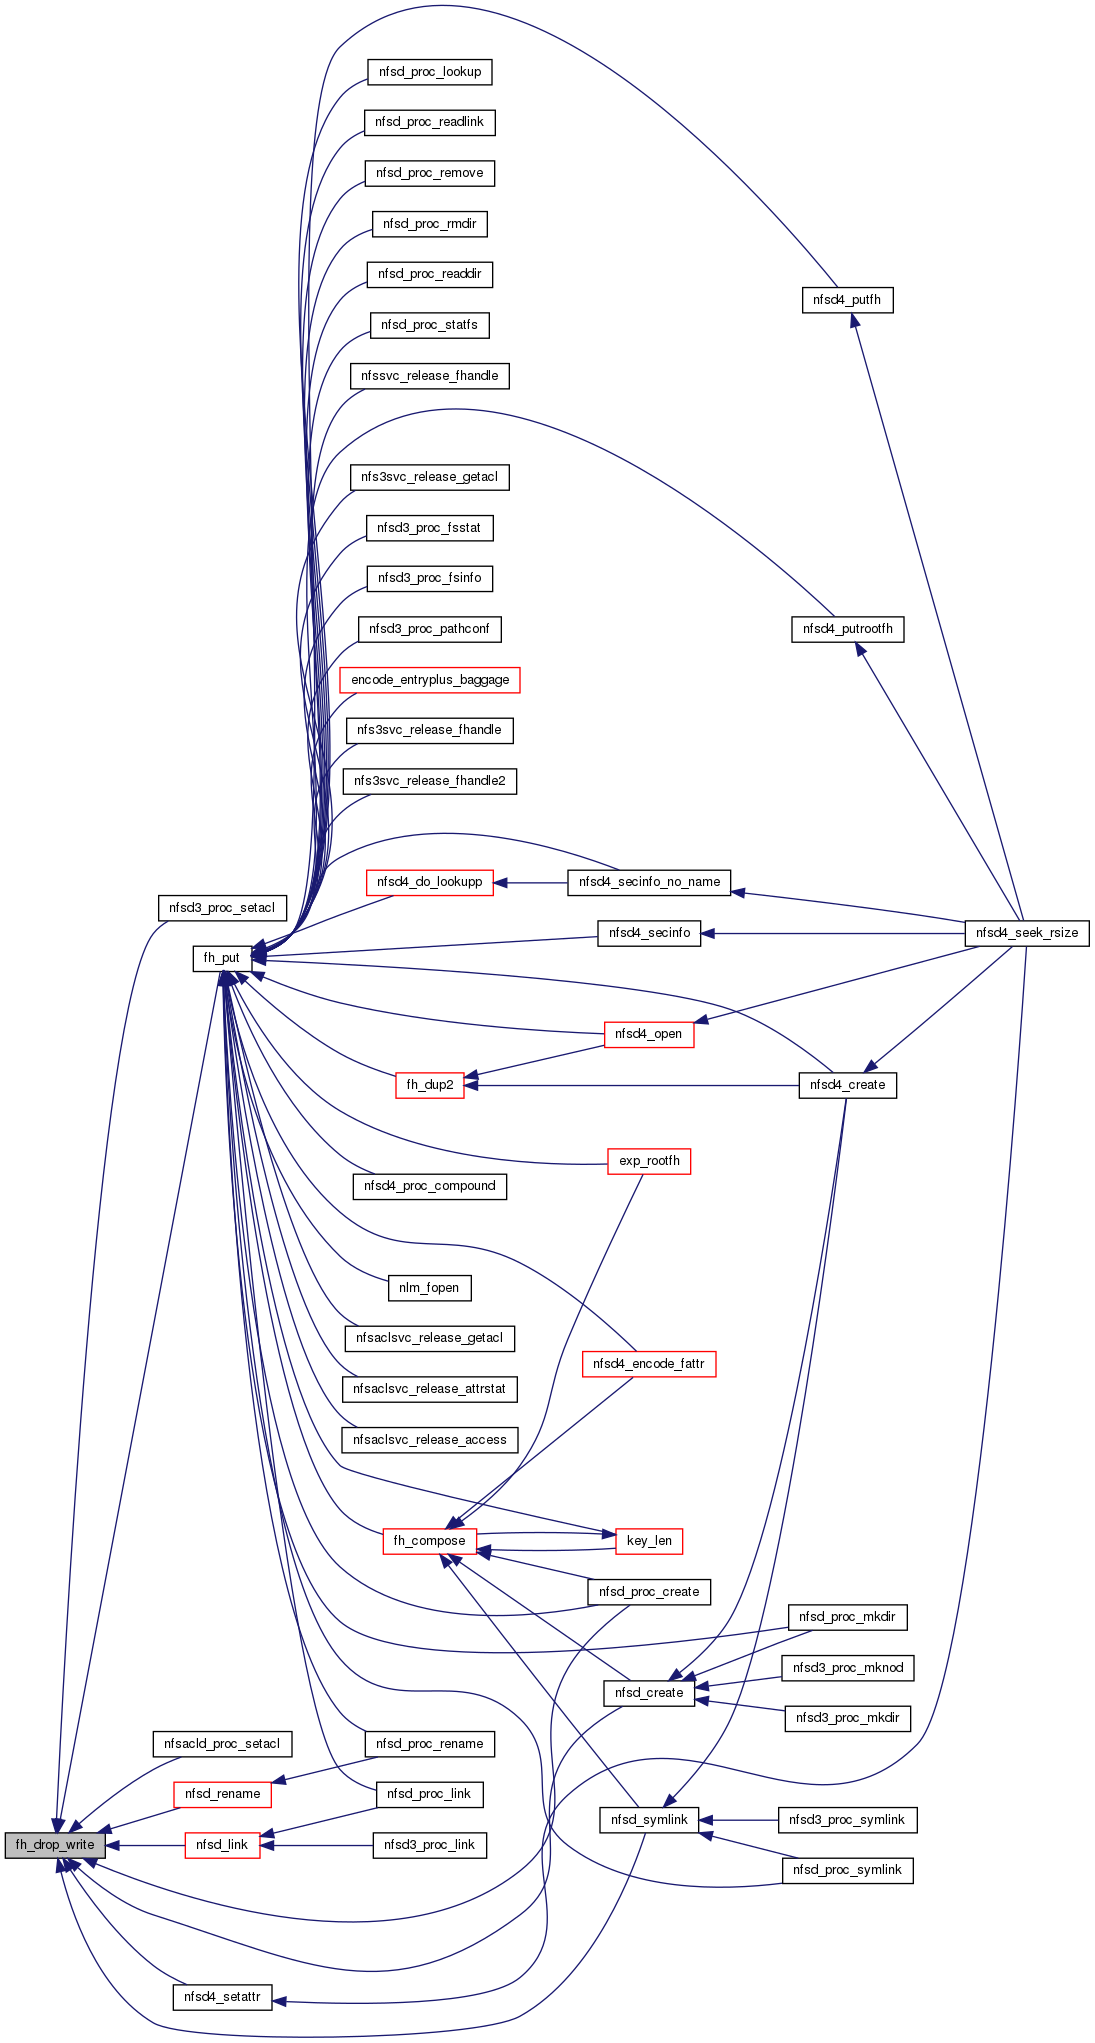 nfsd_proc_lookup
nfsd_proc_readlink
nfsd_proc_remove
nfsd_proc_rmdir
nfsd_proc_readdir
nfsd4_putfh
nfsd_proc_statfs
nfssvc_release_fhandle
nfs3svc_release_getacl
nfsd3_proc_fsstat
nfsd3_proc_fsinfo
nfsd3_proc_pathconf
nfsd4_putrootfh
encode_entryplus_baggage
nfs3svc_release_fhandle
nfs3svc_release_fhandle2
nfsd4_do_lookupp
nfsd4_secinfo_no_name
nfsd3_proc_setacl
nfsd4_secinfo
nfsd4_seek_rsize
fh_put
nfsd4_open
fh_dup2
nfsd4_create
exp_rootfh
nfsd4_proc_compound
nlm_fopen
nfsaclsvc_release_getacl
nfsd4_encode_fattr
nfsaclsvc_release_attrstat
nfsaclsvc_release_access
fh_compose
key_len
nfsd_proc_create
nfsd_proc_mkdir
nfsd3_proc_mknod
nfsd_create
nfsd3_proc_mkdir
nfsacld_proc_setacl
nfsd_proc_rename
nfsd_rename
nfsd_proc_link
nfsd_symlink
nfsd3_proc_symlink
fh_drop_write
nfsd_link
nfsd3_proc_link
nfsd_proc_symlink
nfsd4_setattr